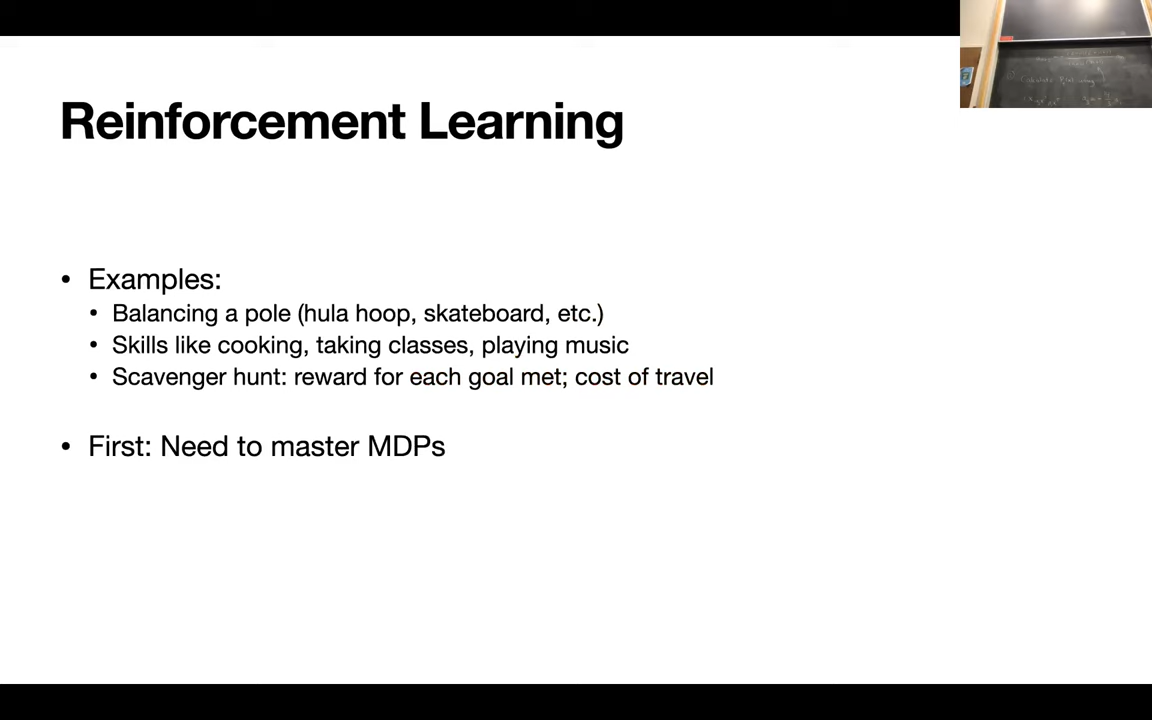 Reinforcement Learning
• Examples:
• Balancing a pole (hula hoop, skateboard, etc.)
• Skills like cooking, taking classes, playing music
• Scavenger hunt: reward for each goal met; cost of travel
• First: Need to master MDPs